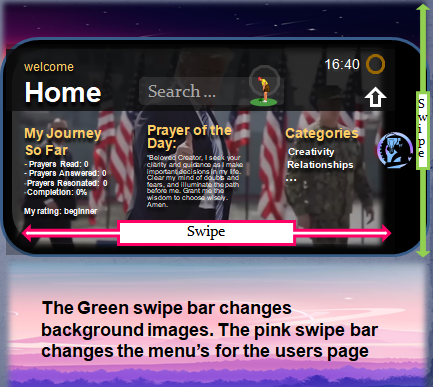 welcome
16:40
Home
Search ...
My Journey
So Far
- Prayers Read: 0
- Prayers Answered: 0
- Prayers Resonated: 0
-Completion: 0%
My rating: beginner
Prayer of the
Day:
"Beloved Creator, I seek your
clarity and guidance as I make
important decisions in my life.
Clear my mind of doubts and
fears, and illuminate the path
before me. Grant me the
wisdom to choose wisely.
Amen.
Categories
Creativity
Relationships
...
Swipe
Swipe
The Green swipe bar changes
background images. The pink swipe bar
changes the menu's for the users page